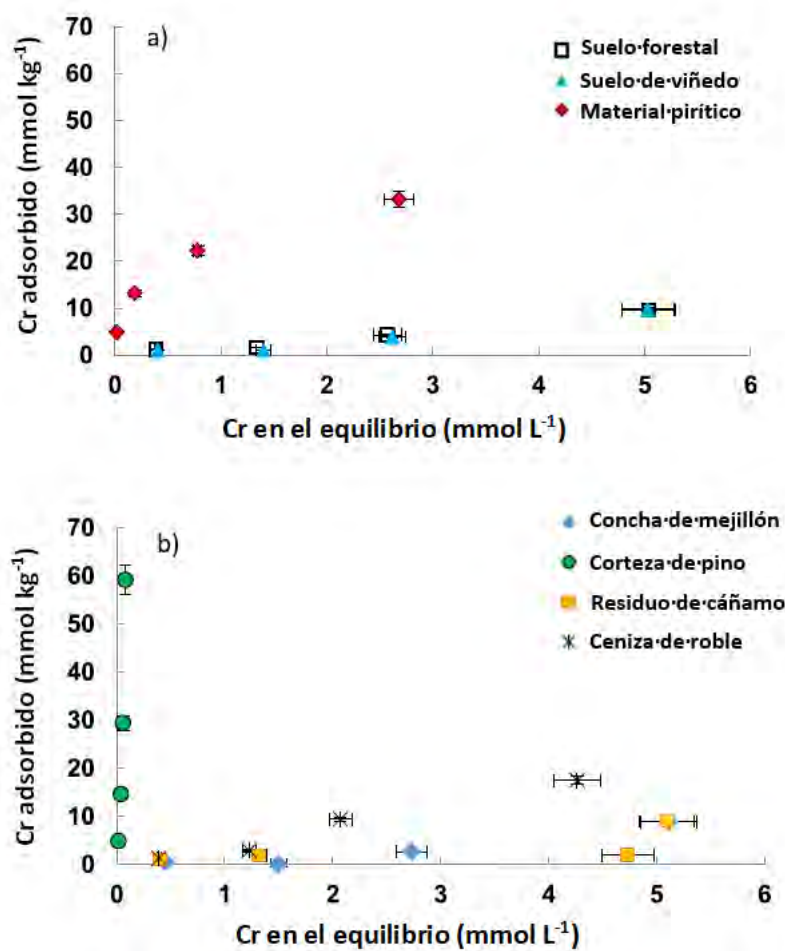 a)
Suelo·forestal
Suelo·de·viñedo
Material·pirítico
Cr adsorbido (mmol kg⁻¹)
70
60
50
40
30
20
10
0
0 1 2 3 4 5 6
Cr en el equilibrio (mmol L⁻¹)
b)
Concha·de·mejillón
Corteza·de·pino
Residuo·de·cáñamo
Ceniza·de·roble
Cr adsorbido (mmol kg⁻¹)
70
60
50
40
30
20
10
0
0 1 2 3 4 5 6
Cr en el equilibrio (mmol L⁻¹)